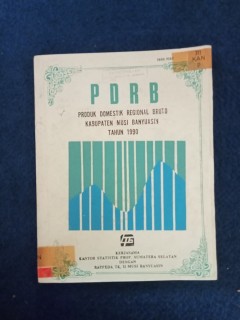 PDRB
PRODUK DOMESTIK REGIONAL BRUTO
KABUPATEN MUSI BANYUASIN
TAHUN 1990
KERJASAMA
KANTOR STATISTIK PROP. SUMATERA SELATAN
DENGAN
BAPPEDA TK. II MUSI BANYUASIN